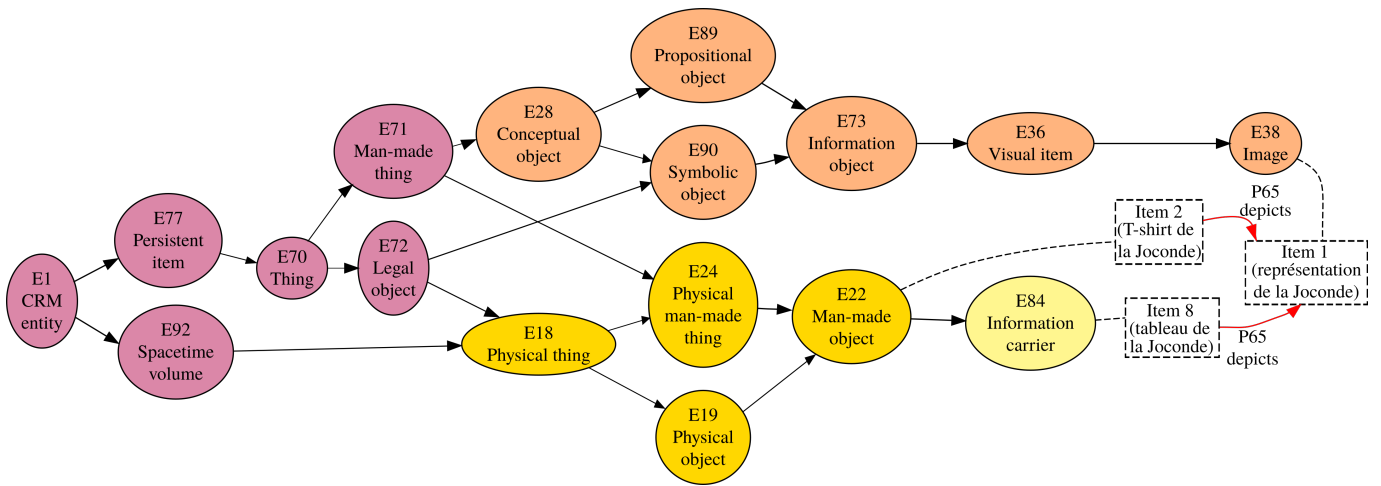 E1
CRM
entity
E77
Persistent
item
E92
Spacetime
volume
E70
Thing
E71
Man-made
thing
E72
Legal
object
E28
Conceptual
object
E18
Physical thing
E89
Propositional
object
E90
Symbolic
object
E24
Physical
man-made
thing
E19
Physical
object
E73
Information
object
E22
Man-made
object
E36
Visual item
E84
Information
carrier
E38
Image
Item 2
(T-shirt de
la Joconde)
Item 8
(tableau de
la Joconde)
P65
depicts
Item 1
(représentation
de la Joconde)
P65
depicts